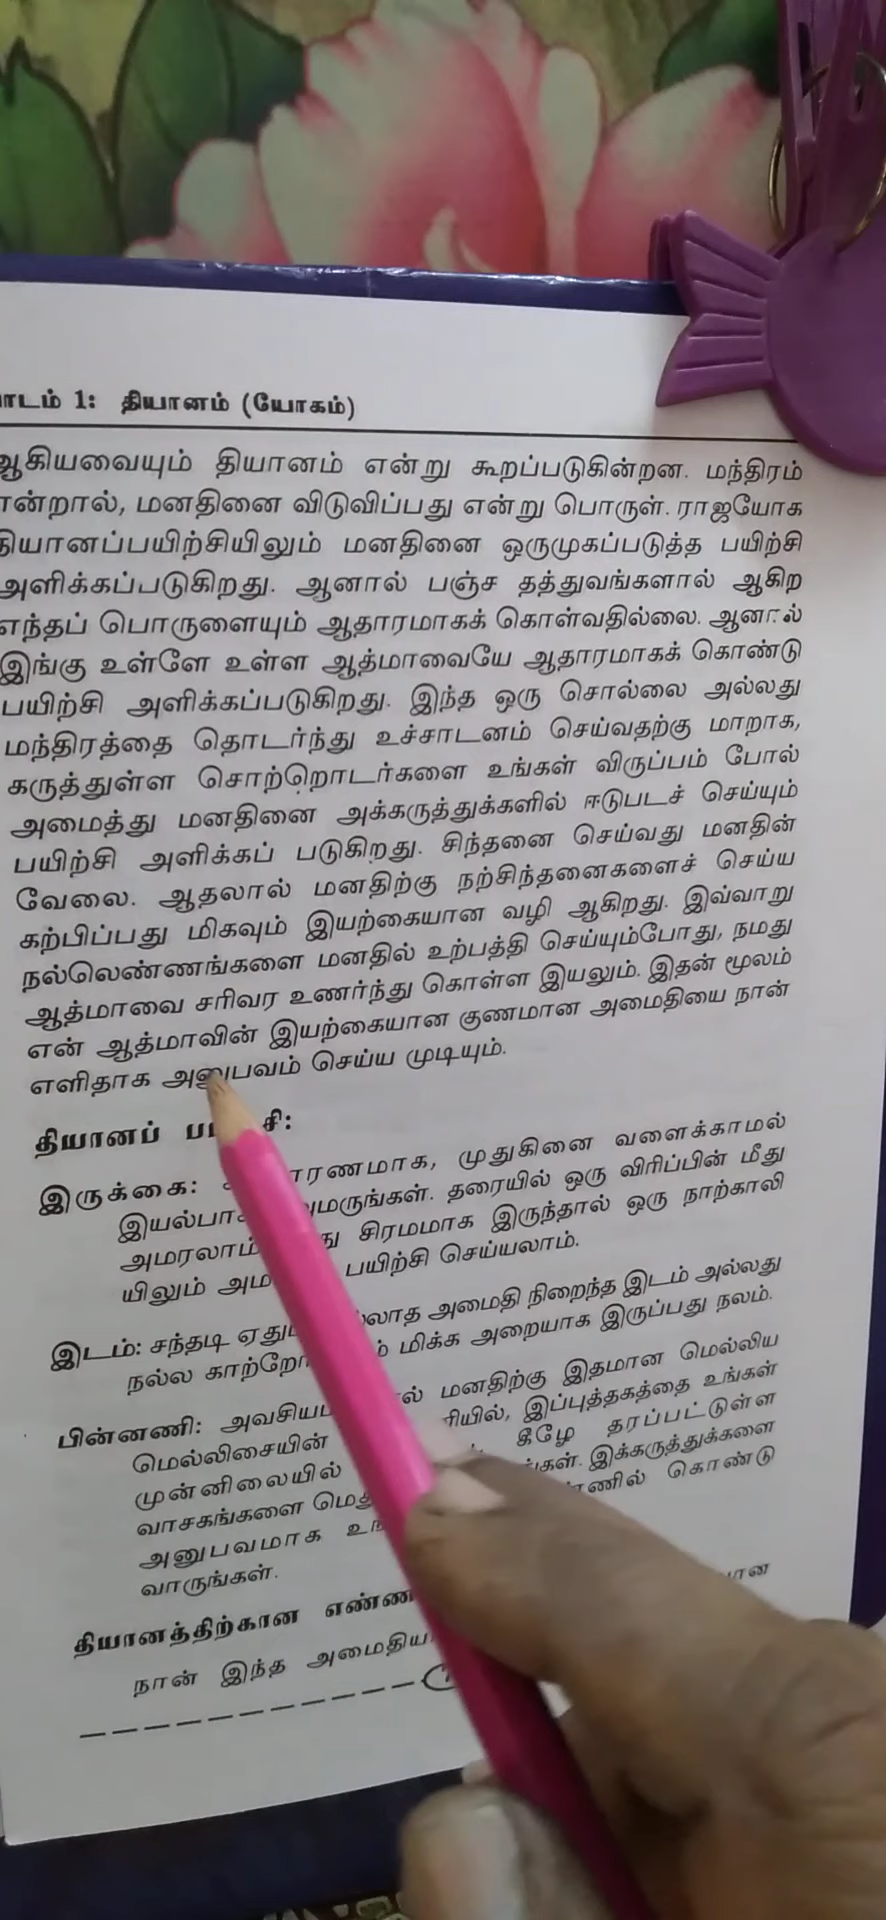 பாடம் 1: தியானம் (யோகம்)
ஆகியவையும் தியானம் என்று கூறப்படுகின்றன. மந்திரம்
என்றால், மனதினை விடுவிப்பது என்று பொருள். ராஜயோக
தியானப்பயிற்சியிலும் மனதினை ஒருமுகப்படுத்த பயிற்சி
அளிக்கப்படுகிறது. ஆனால் பஞ்ச தத்துவங்களால் ஆகிற
எந்தப் பொருளையும் ஆதாரமாகக் கொள்வதில்லை. ஆனால்
இங்கு உள்ளே உள்ள ஆத்மாவையே ஆதாரமாகக் கொண்டு
பயிற்சி அளிக்கப்படுகிறது. இந்த ஒரு சொல்லை அல்லது
மந்திரத்தை தொடர்ந்து உச்சாடனம் செய்வதற்கு மாறாக,
கருத்துள்ள சொற்றொடர்களை உங்கள் விருப்பம் போல்
அமைத்து மனதினை அக்கருத்துக்களில் ஈடுபடச் செய்யும்
பயிற்சி அளிக்கப் படுகிறது. சிந்தனை செய்வது மனதின்
வேலை. ஆதலால் மனதிற்கு நற்சிந்தனைகளைச் செய்ய
கற்பிப்பது மிகவும் இயற்கையான வழி ஆகிறது. இவ்வாறு
நல்லெண்ணங்களை மனதில் உற்பத்தி செய்யும்போது, நமது
ஆத்மாவை சரிவர உணர்ந்து கொள்ள இயலும். இதன் மூலம்
என் ஆத்மாவின் இயற்கையான குணமான அமைதியை நான்
எளிதாக அனுபவம் செய்ய முடியும்.
தியானப்
இருக்கை: முதுகினை வளைக்காமல்
தரையில் ஒரு விரிப்பின் மீது
அமரலாம் சிரமமாக இருந்தால் ஒரு நாற்காலி
யிலும் பயிற்சி செய்யலாம்.
இடம்: சந்தடி அமைதி நிறைந்த இடம் அல்லது
நல்ல மிக்க அறையாக இருப்பது நலம்.
பின்னணி: மனதிற்கு இதமான மெல்லிய
மெல்லிசையின் இப்புத்தகத்தை உங்கள்
முன்னிலையில் கீழே தரப்பட்டுள்ள
வாசகங்களை இக்கருத்துக்களை
அனுபவமாக கொண்டு
வாருங்கள்.
தியானத்திற்கான
நான் இந்த